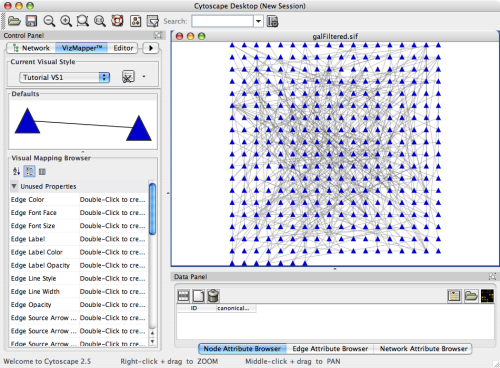 Cytoscape Desktop (New Session)
Search:
Control Panel
Network VizMapper™ Editor
Current Visual Style
Tutorial VS1
Defaults
Visual Mapping Browser
Unused Properties
Edge Color Double-Click to cre...
Edge Font Face Double-Click to cre...
Edge Font Size Double-Click to cre...
Edge Label Double-Click to cre...
Edge Label Color Double-Click to cre...
Edge Label Opacity Double-Click to cre...
Edge Line Style Double-Click to cre...
Edge Line Width Double-Click to cre...
Edge Opacity Double-Click to cre...
Edge Source Arrow ... Double-Click to cre...
Edge Source Arrow ... Double-Click to cre...
galFiltered.sif
Data Panel
ID canonical...
Node Attribute Browser Edge Attribute Browser Network Attribute Browser
Welcome to Cytoscape 2.5 Right-click + drag to ZOOM Middle-click + drag to PAN